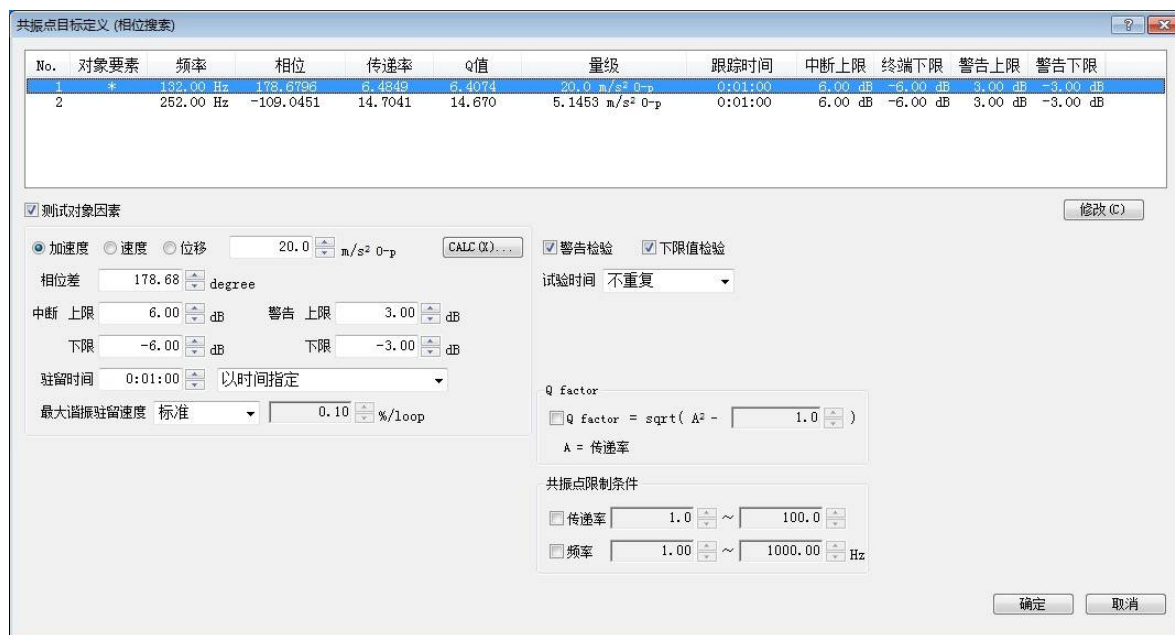 共振点目标定义 (相位搜索)
No. 对象要素 频率 相位 传递率 Q值 量级 跟踪时间 中断上限 终端下限 警告上限 警告下限
1 * 132.00 Hz 178.6796 6.4849 6.4074 20.0 m/s² 0-p 0:01:00 6.00 dB -6.00 dB 3.00 dB -3.00 dB
2 252.00 Hz -109.0451 14.7041 14.670 5.1453 m/s² 0-p 0:01:00 6.00 dB -6.00 dB 3.00 dB -3.00 dB
测试对象因素 修改(C)
加速度 速度 位移 20.0 m/s² 0-p CALC(X)... 警告检验 下限值检验
相位差 178.68 degree 试验时间 不重复
中断 上限 6.00 dB 警告 上限 3.00 dB
下限 -6.00 dB 下限 -3.00 dB
驻留时间 0:01:00 以时间指定
最大谐振驻留速度 标准 0.10 %/loop
Q factor
Q factor = sqrt( A² - 1.0 )
A = 传递率
共振点限制条件
传递率 1.0 ~ 100.0
频率 1.00 ~ 1000.00 Hz
确定 取消